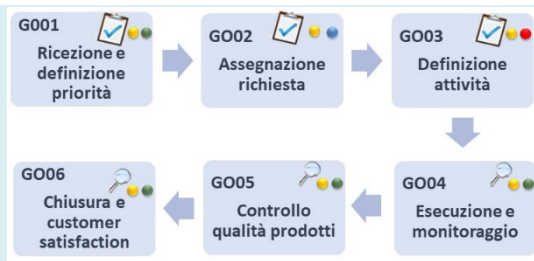 GO01
Ricezione e
definizione
priorità
GO02
Assegnazione
richiesta
GO03
Definizione
attività
GO04
Esecuzione e
monitoraggio
GO05
Controllo
qualità prodotti
GO06
Chiusura e
customer
satisfaction